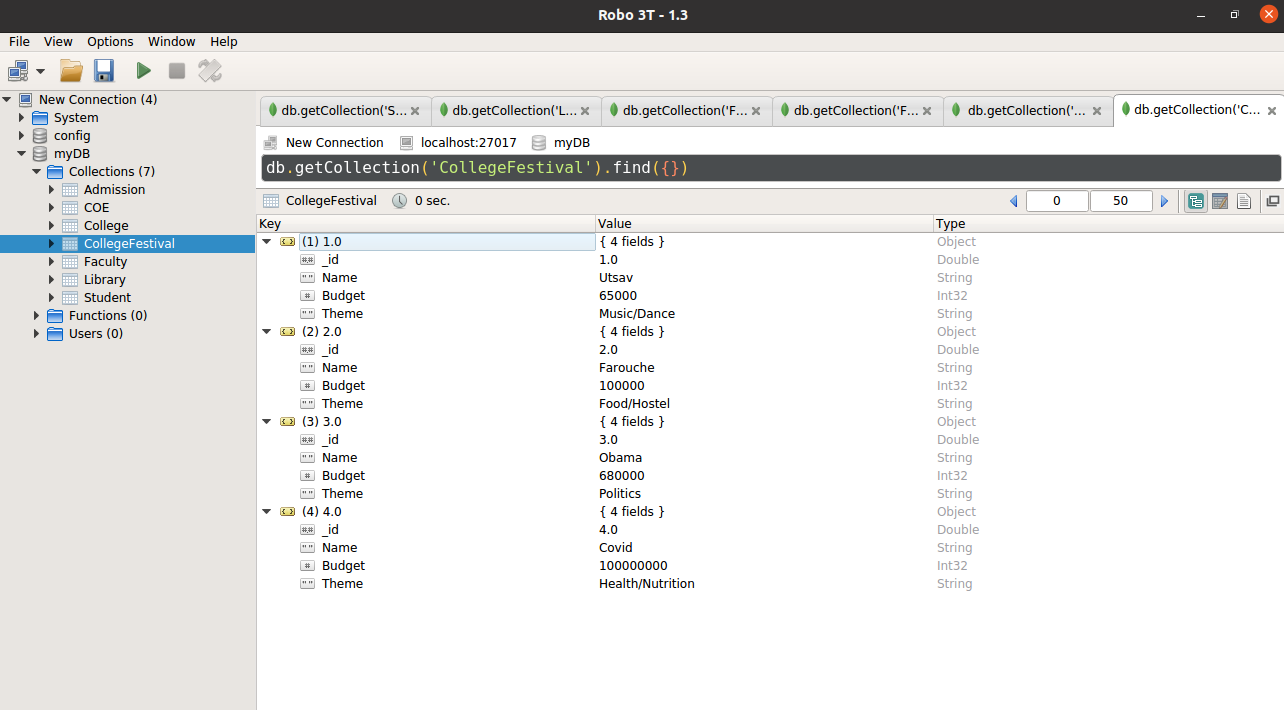 Robo 3T - 1.3
File View Options Window Help
New Connection (4)
System
config
myDB
Collections (7)
Admission
COE
College
CollegeFestival
Faculty
Library
Student
Functions (0)
Users (0)
db.getCollection('S... db.getCollection('L... db.getCollection('F... db.getCollection('F... db.getCollection('... db.getCollection('C...
New Connection localhost:27017 myDB
db.getCollection('CollegeFestival').find({})
CollegeFestival 0 sec. 0 50
Key Value Type
(1) 1.0 { 4 fields } Object
_id 1.0 Double
Name Utsav String
Budget 65000 Int32
Theme Music/Dance String
(2) 2.0 { 4 fields } Object
_id 2.0 Double
Name Farouche String
Budget 100000 Int32
Theme Food/Hostel String
(3) 3.0 { 4 fields } Object
_id 3.0 Double
Name Obama String
Budget 680000 Int32
Theme Politics String
(4) 4.0 { 4 fields } Object
_id 4.0 Double
Name Covid String
Budget 100000000 Int32
Theme Health/Nutrition String